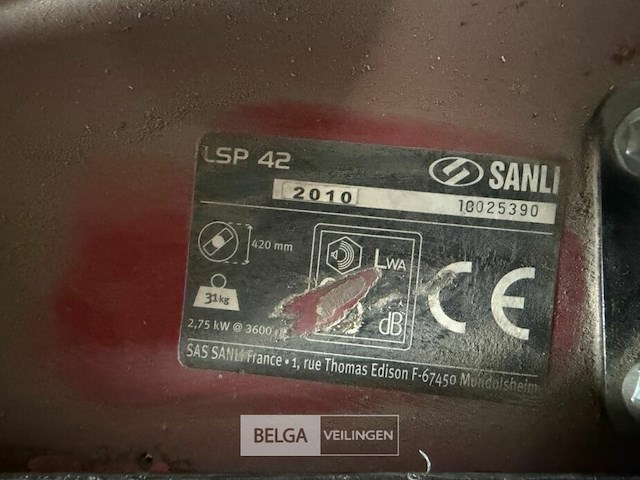 LSP 42
SANLI
2010
10025390
420 mm
LWA
dB
31kg
2,75 kW @ 3600
CE
SAS SANLI France • 1, rue Thomas Edison F-67450 Mundolsheim
BELGA VEILINGEN